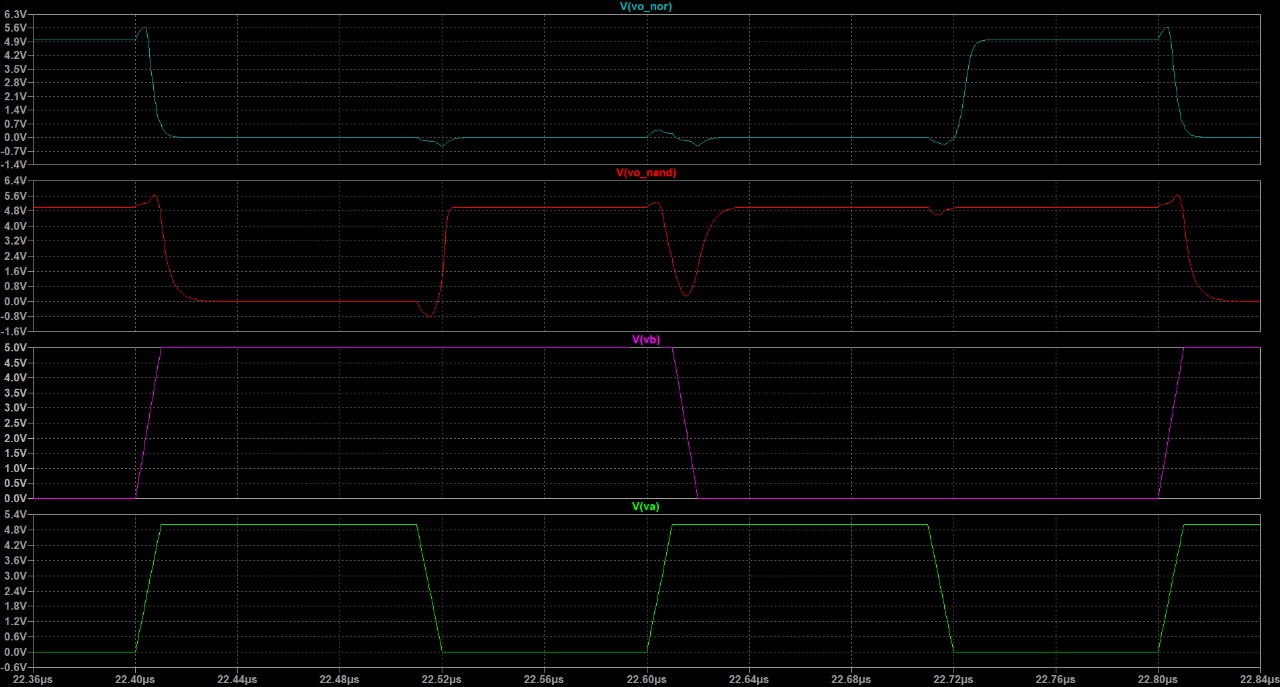 V(vo_nor)
6.3V
5.6V
4.9V
4.2V
3.5V
2.8V
2.1V
1.4V
0.7V
0.0V
-0.7V
-1.4V
V(vo_nand)
6.4V
5.6V
4.8V
4.0V
3.2V
2.4V
1.6V
0.8V
0.0V
-0.8V
-1.6V
V(vb)
5.0V
4.5V
4.0V
3.5V
3.0V
2.5V
2.0V
1.5V
1.0V
0.5V
0.0V
V(va)
5.4V
4.8V
4.2V
3.6V
3.0V
2.4V
1.8V
1.2V
0.6V
0.0V
-0.6V
22.36µs 22.40µs 22.44µs 22.48µs 22.52µs 22.56µs 22.60µs 22.64µs 22.68µs 22.72µs 22.76µs 22.80µs 22.84µs